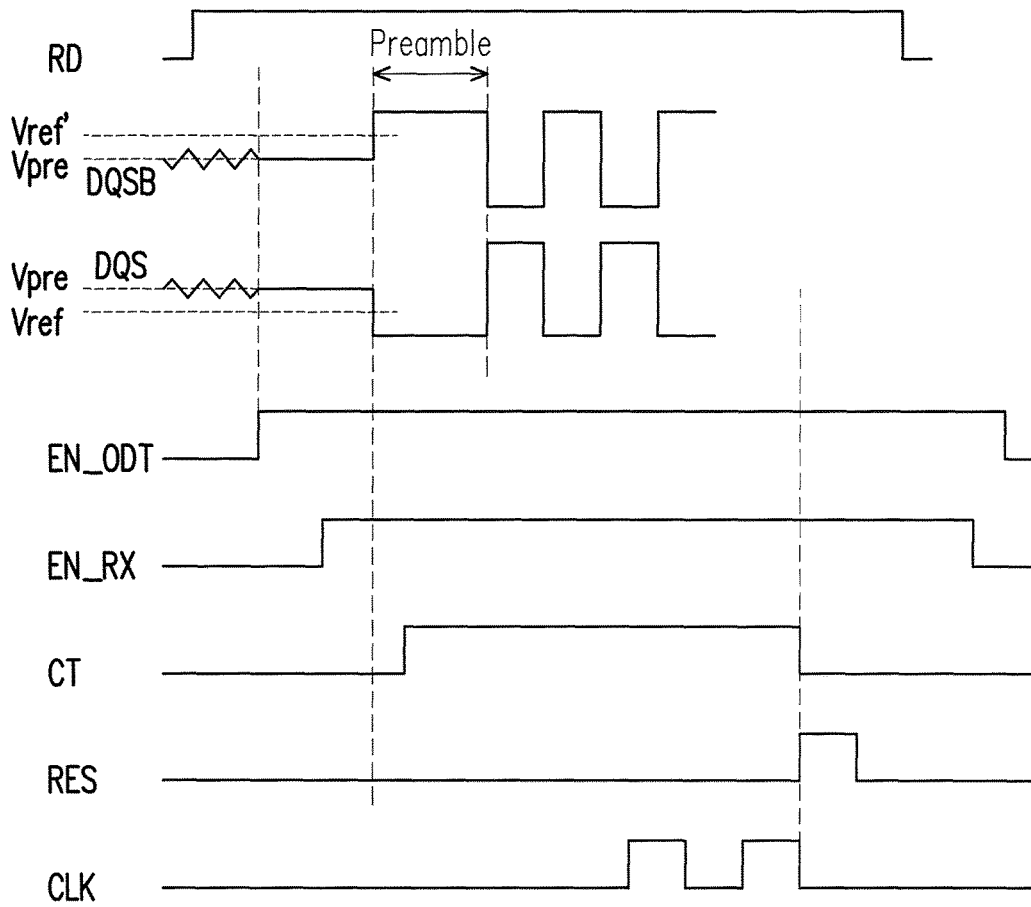 Preamble
RD
Vref'
Vpre
DQSB
DQS
Vpre
Vref
EN_ODT
EN_RX
CT
RES
CLK